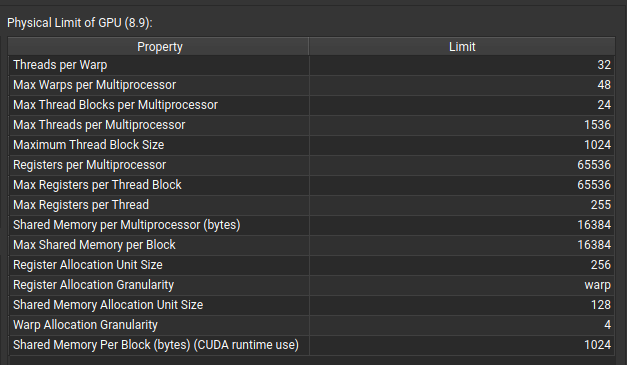 Physical Limit of GPU (8.9):
Property Limit
Threads per Warp 32
Max Warps per Multiprocessor 48
Max Thread Blocks per Multiprocessor 24
Max Threads per Multiprocessor 1536
Maximum Thread Block Size 1024
Registers per Multiprocessor 65536
Max Registers per Thread Block 65536
Max Registers per Thread 255
Shared Memory per Multiprocessor (bytes) 16384
Max Shared Memory per Block 16384
Register Allocation Unit Size 256
Register Allocation Granularity warp
Shared Memory Allocation Unit Size 128
Warp Allocation Granularity 4
Shared Memory Per Block (bytes) (CUDA runtime use) 1024